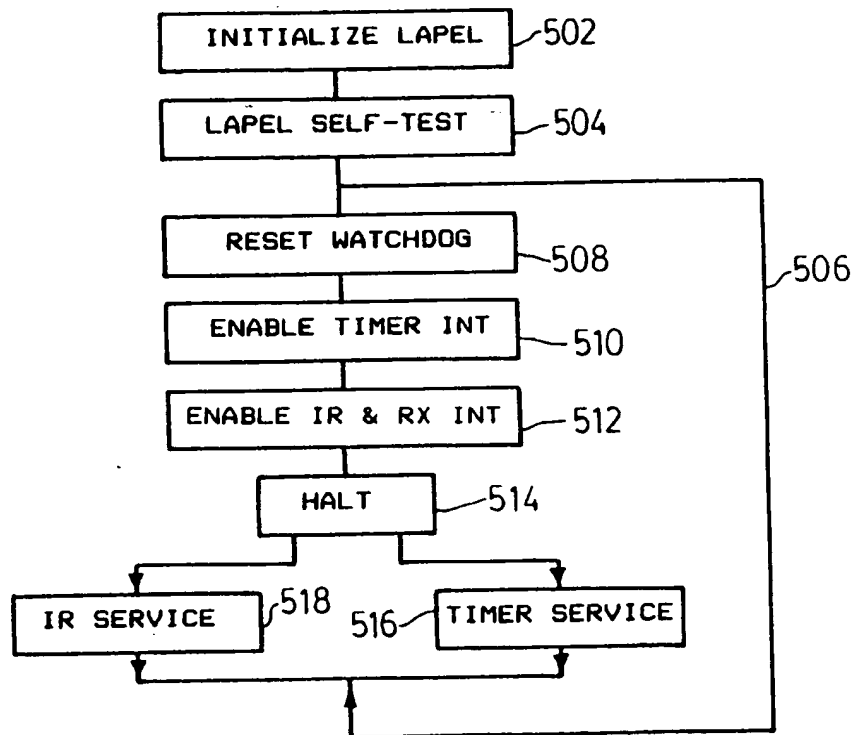 INITIALIZE LAPEL
502
LAPEL SELF-TEST
504
RESET WATCHDOG
508
506
ENABLE TIMER INT
510
ENABLE IR & RX INT
512
HALT
514
IR SERVICE
518
516
TIMER SERVICE